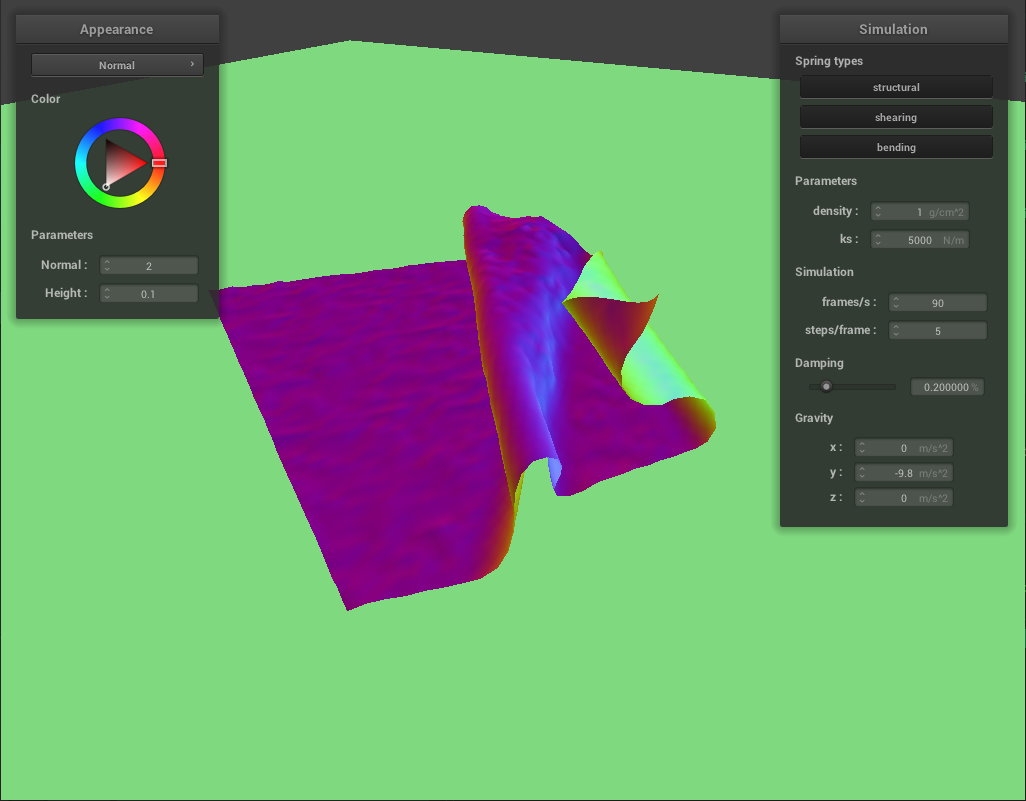 Appearance
Normal
Color
Parameters
Normal : 2
Height : 0.1
Simulation
Spring types
structural
shearing
bending
Parameters
density : 1 g/cm^2
ks : 5000 N/m
Simulation
frames/s : 90
steps/frame : 5
Damping
0.200000 %
Gravity
x : 0 m/s^2
y : -9.8 m/s^2
z : 0 m/s^2